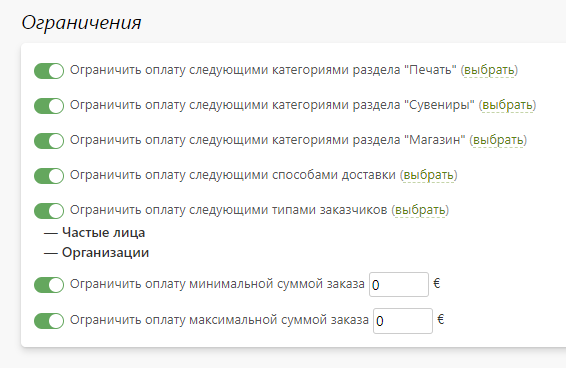 Ограничения
Ограничить оплату следующими категориями раздела "Печать" (выбрать)
Ограничить оплату следующими категориями раздела "Сувениры" (выбрать)
Ограничить оплату следующими категориями раздела "Магазин" (выбрать)
Ограничить оплату следующими способами доставки (выбрать)
Ограничить оплату следующими типами заказчиков (выбрать)
— Частые лица
— Организации
Ограничить оплату минимальной суммой заказа 0 €
Ограничить оплату максимальной суммой заказа 0 €